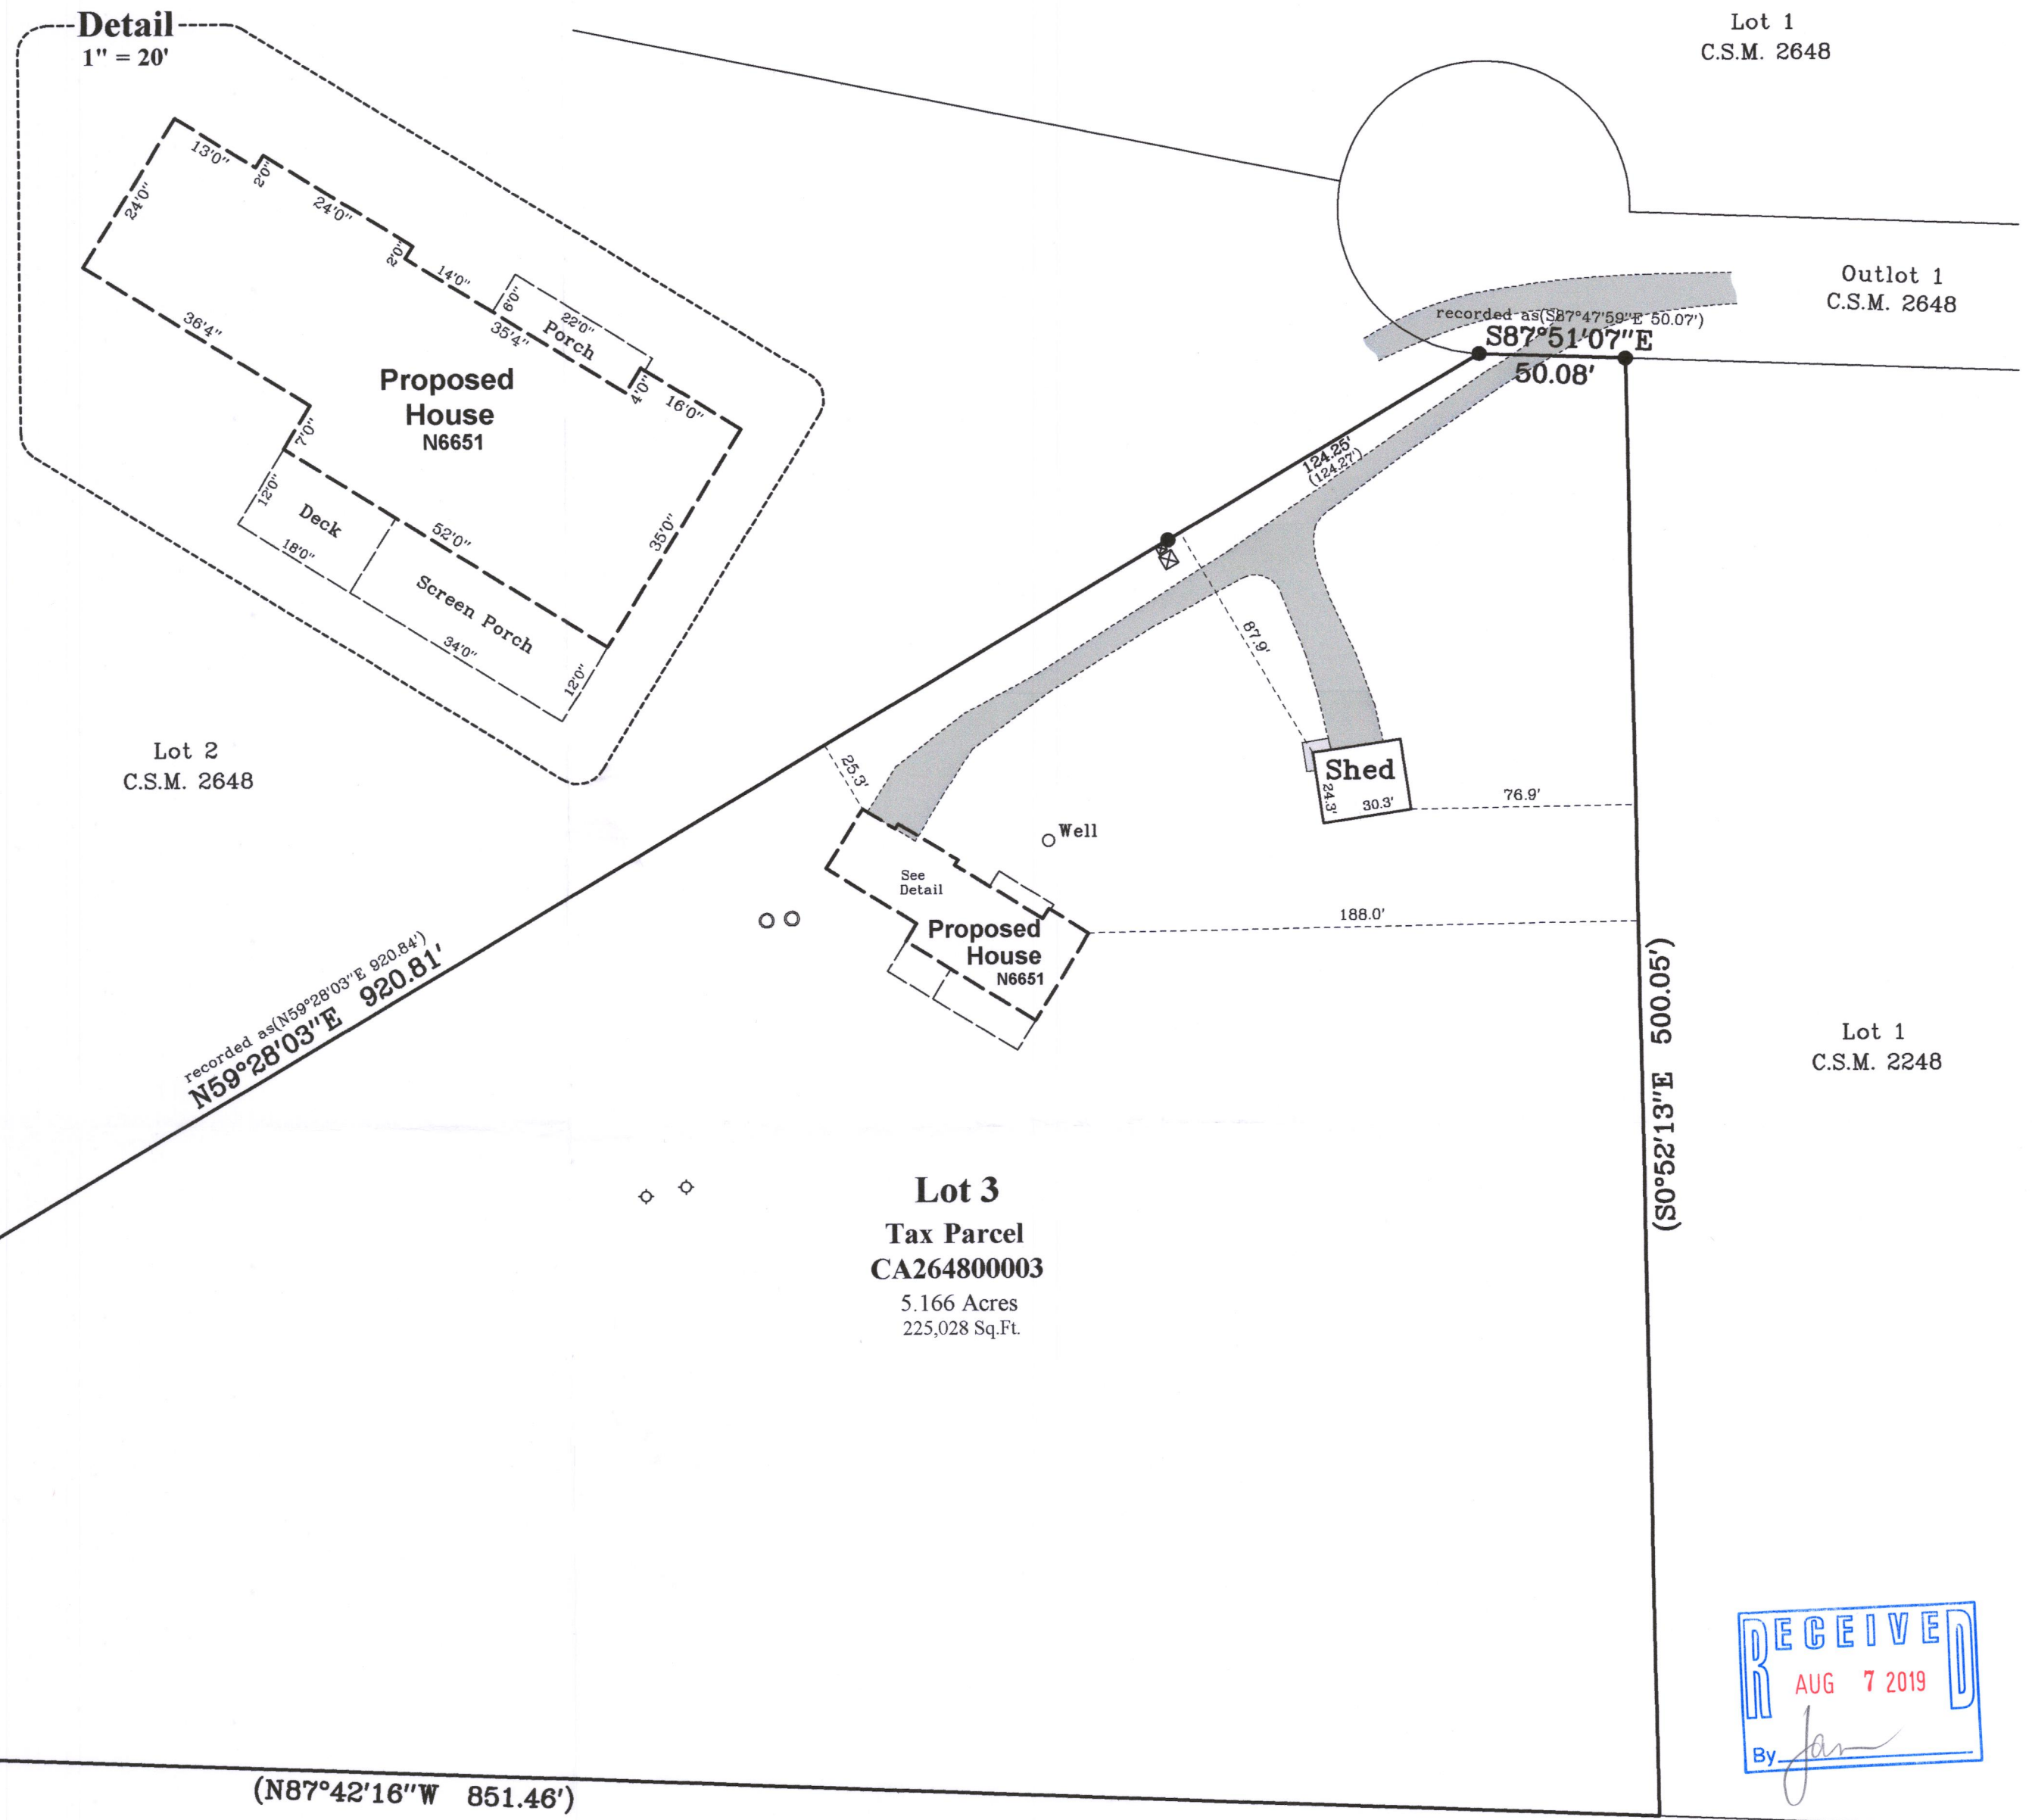 Detail
1" = 20'
13'0"
2'0"
24'0"
24'0"
2'0"
14'0"
6'0"
22'0"
Porch
35'4"
4'0"
16'0"
36'4"
Proposed
House
N6651
7'0"
12'0"
Deck
18'0"
52'0"
35'0"
Screen Porch
34'0"
12'0"
Lot 1
C.S.M. 2648
Outlot 1
C.S.M. 2648
recorded as(S87°47'59"E 50.07')
S87°51'07"E
50.08'
124.25'
(124.27')
87.9'
Lot 2
C.S.M. 2648
25.3'
Shed
24.3'
30.3'
76.9'
Well
See
Detail
Proposed
House
N6651
188.0'
recorded as(N59°28'03"E 920.84')
N59°28'03"E 920.81'
(S0°52'13"E 500.05')
Lot 1
C.S.M. 2248
Lot 3
Tax Parcel
CA264800003
5.166 Acres
225,028 Sq.Ft.
RECEIVED
AUG 7 2019
By
(N87°42'16"W 851.46')